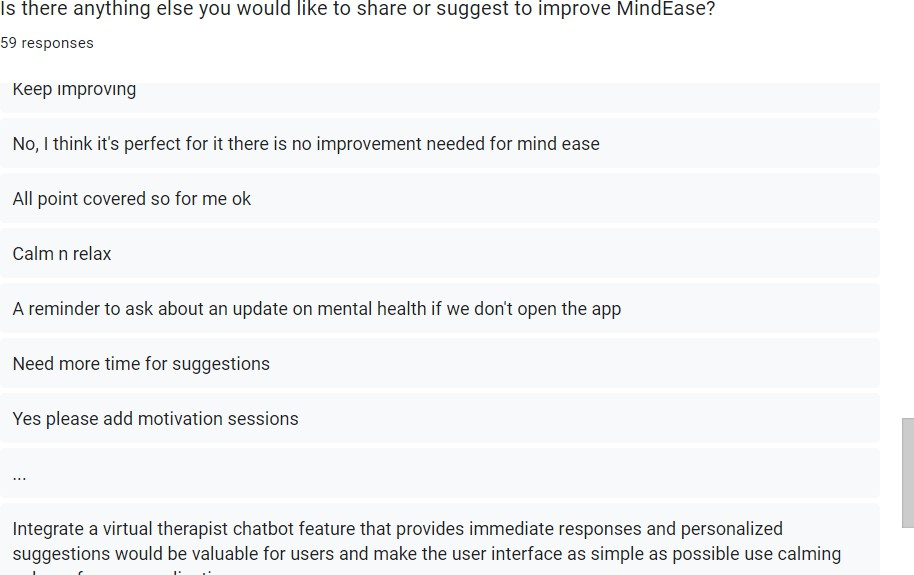 Is there anything else you would like to share or suggest to improve MindEase?
59 responses
Keep improving
No, I think it's perfect for it there is no improvement needed for mind ease
All point covered so for me ok
Calm n relax
A reminder to ask about an update on mental health if we don't open the app
Need more time for suggestions
Yes please add motivation sessions
...
Integrate a virtual therapist chatbot feature that provides immediate responses and personalized
suggestions would be valuable for users and make the user interface as simple as possible use calming